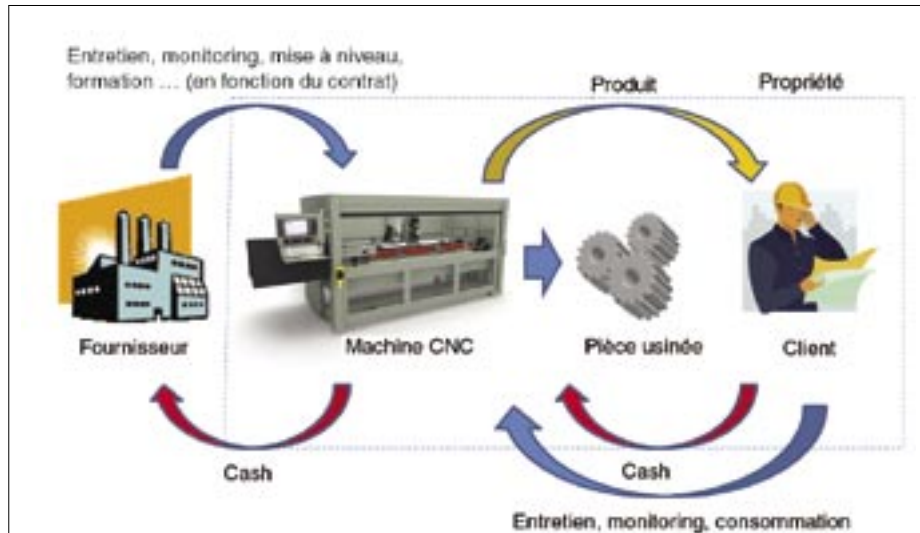 Entretien, monitoring, mise à niveau,
formation ... (en fonction du contrat)
Produit
Propriété
Fournisseur
Machine CNC
Pièce usinée
Client
Cash
Cash
Entretien, monitoring, consommation